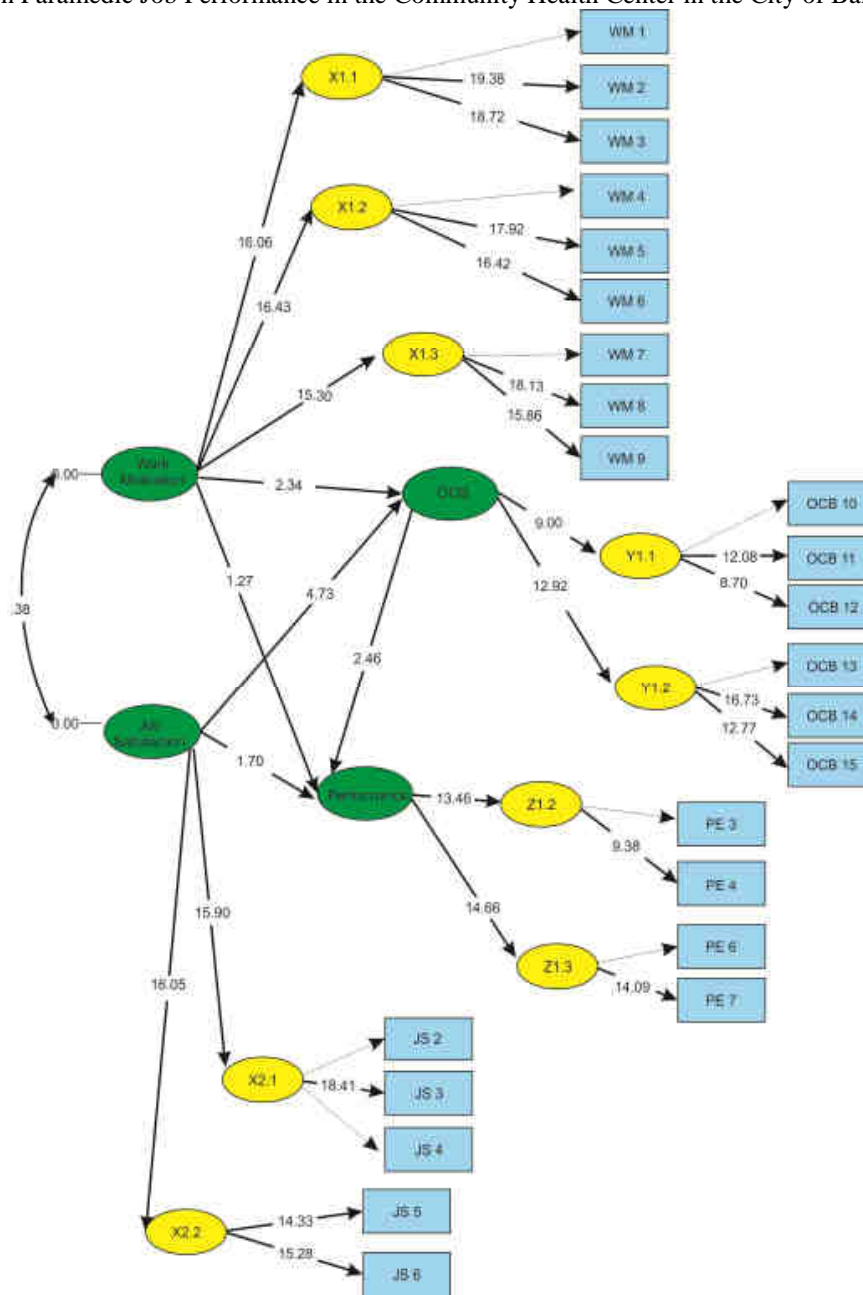 Paramedic Job Performance in the Community Health Center in the City of
WM 1
X1.1
19.38
WM 2
18.72
WM 3
WM 4
X1.2
17.92
WM 5
16.06
16.42
WM 6
16.43
X1.3
WM 7
18.13
WM 8
15.30
15.86
WM 9
Work
0.00
2.34
OCB
OCB 10
9.00
Y1.1
12.08
OCB 11
8.70
OCB 12
1.27
4.73
12.92
.38
2.46
OCB 13
Y1.2
16.73
OCB 14
12.77
OCB 15
0.00
Job
Satisfaction
1.70
Performance
13.46
Z1.2
PE 3
9.38
PE 4
15.90
14.66
PE 6
Z1.3
14.09
PE 7
16.05
JS 2
X2.1
18.41
JS 3
JS 4
X2.2
14.33
JS 5
15.28
JS 6